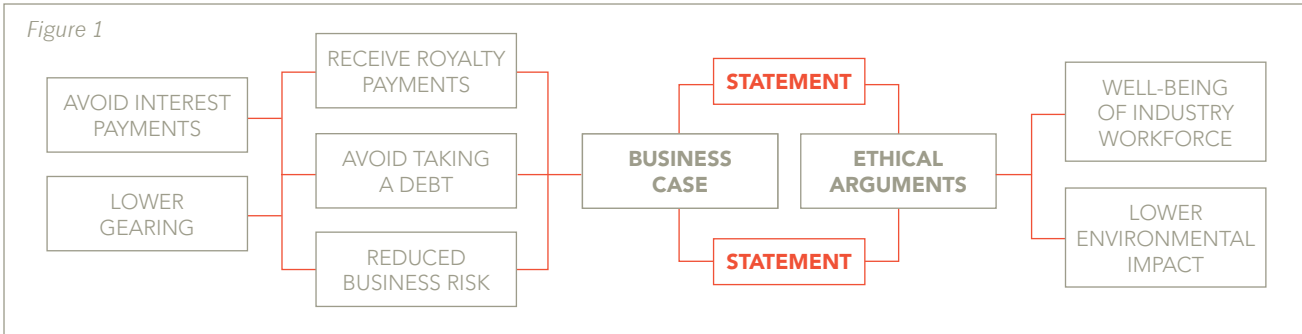 Figure 1
AVOID INTEREST
PAYMENTS
LOWER
GEARING
RECEIVE ROYALTY
PAYMENTS
AVOID TAKING
A DEBT
REDUCED
BUSINESS RISK
BUSINESS
CASE
STATEMENT
STATEMENT
ETHICAL
ARGUMENTS
WELL-BEING
OF INDUSTRY
WORKFORCE
LOWER
ENVIRONMENTAL
IMPACT